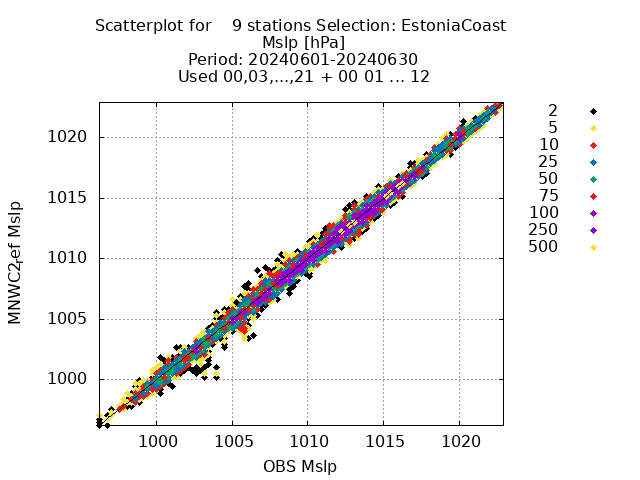 Scatterplot for 9 stations Selection: EstoniaCoast
Mslp [hPa]
Period: 20240601-20240630
Used 00,03,...,21 + 00 01 ... 12
MNWC2ref Mslp
1020
1015
1010
1005
1000
1000 1005 1010 1015 1020
OBS Mslp
2
5
10
25
50
75
100
250
500